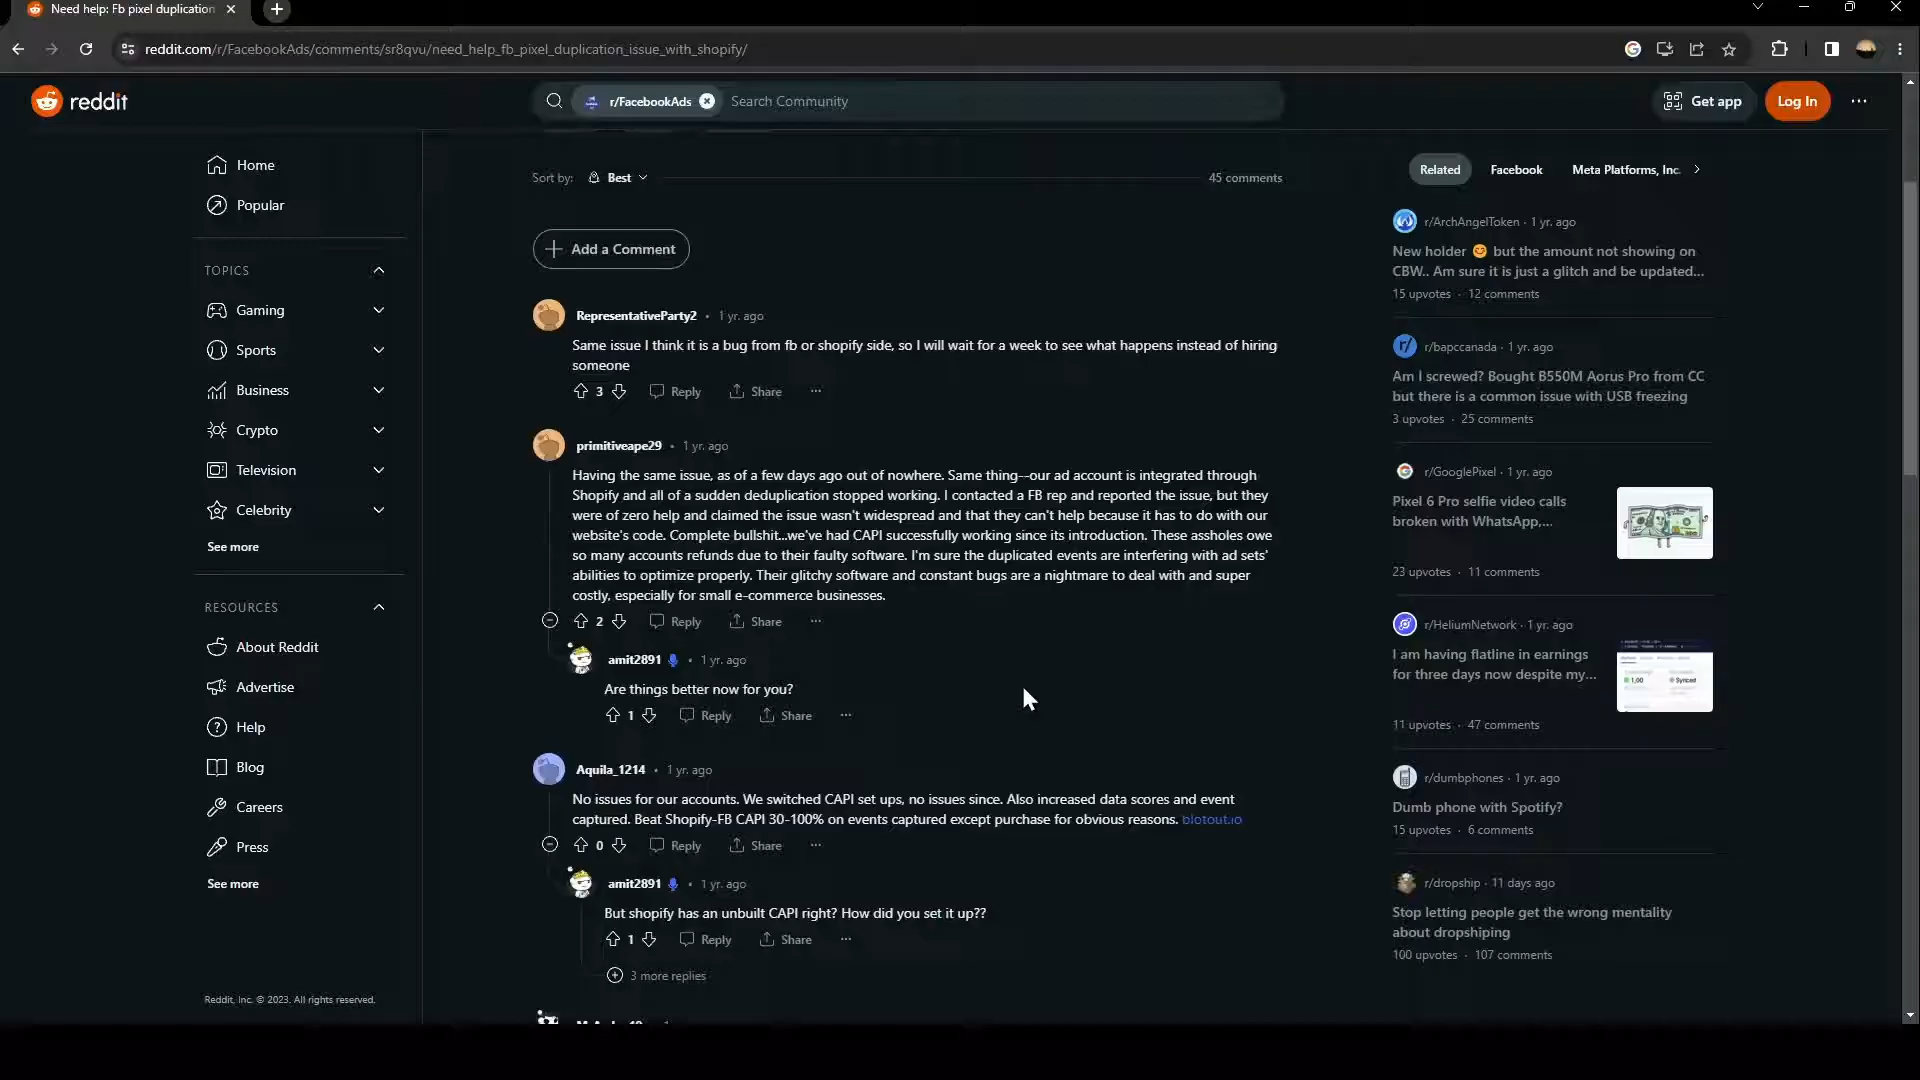 Need help: Fb pixel duplication
reddit.com/r/FacebookAds/comments/sr8qvu/need_help_fb_pixel_duplication_issue_with_shopify/
reddit
r/FacebookAds
Search Community
Get app
Log In
Home
Popular
TOPICS
Gaming
Sports
Business
Crypto
Television
Celebrity
See more
RESOURCES
About Reddit
Advertise
Help
Blog
Careers
Press
See more
Reddit, Inc. © 2023. All rights reserved.
Sort by: Best
45 comments
Add a Comment
RepresentativeParty2 • 1 yr. ago
Same issue I think it is a bug from fb or shopify side, so I will wait for a week to see what happens instead of hiring
someone
3 Reply Share
primitiveape29 • 1 yr. ago
Having the same issue, as of a few days ago out of nowhere. Same thing--our ad account is integrated through
Shopify and all of a sudden deduplication stopped working. I contacted a FB rep and reported the issue, but they
were of zero help and claimed the issue wasn't widespread and that they can't help because it has to do with our
website's code. Complete bullshit...we've had CAPI successfully working since its introduction. These assholes owe
so many accounts refunds due to their faulty software. I'm sure the duplicated events are interfering with ad sets'
abilities to optimize properly. Their glitchy software and constant bugs are a nightmare to deal with and super
costly, especially for small e-commerce businesses.
2 Reply Share
amit2891 • 1 yr. ago
Are things better now for you?
1 Reply Share
Aquila_1214 • 1 yr. ago
No issues for our accounts. We switched CAPI set ups, no issues since. Also increased data scores and event
captured. Beat Shopify-FB CAPI 30-100% on events captured except purchase for obvious reasons. blotout.io
0 Reply Share
amit2891 • 1 yr. ago
But shopify has an unbuilt CAPI right? How did you set it up??
1 Reply Share
3 more replies
Related
Facebook
Meta Platforms, Inc.
r/ArchAngelToken · 1 yr. ago
New holder 😊 but the amount not showing on
CBW.. Am sure it is just a glitch and be updated...
15 upvotes · 12 comments
r/bapccanada · 1 yr. ago
Am I screwed? Bought B550M Aorus Pro from CC
but there is a common issue with USB freezing
3 upvotes · 25 comments
r/GooglePixel · 1 yr. ago
Pixel 6 Pro selfie video calls
broken with WhatsApp,...
23 upvotes · 11 comments
r/HeliumNetwork · 1 yr. ago
I am having flatline in earnings
for three days now despite my...
1,00
Synced
11 upvotes · 47 comments
r/dumbphones · 1 yr. ago
Dumb phone with Spotify?
15 upvotes · 6 comments
r/dropship · 11 days ago
Stop letting people get the wrong mentality
about dropshiping
100 upvotes · 107 comments